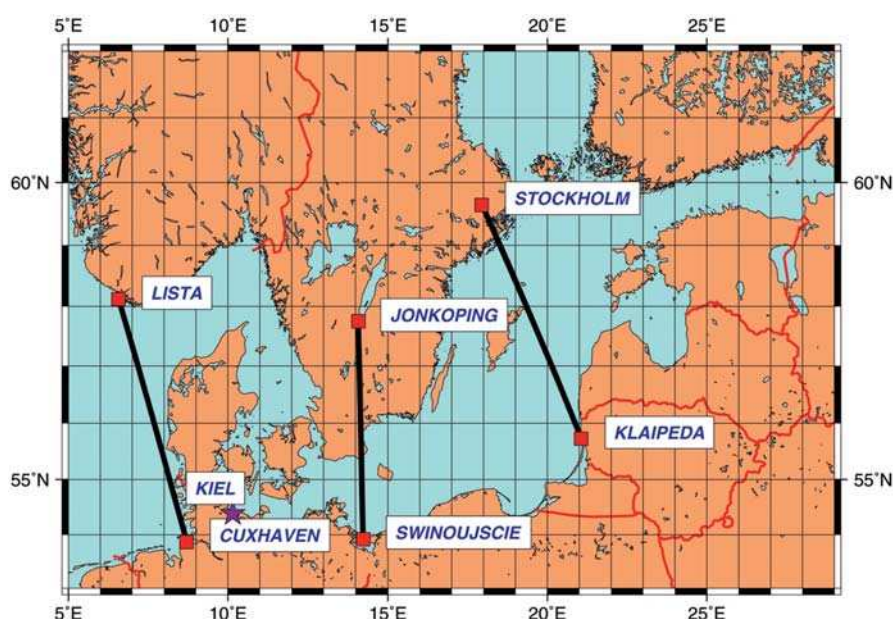 5˚E 10˚E 15˚E 20˚E 25˚E
60˚N 60˚N
STOCKHOLM
LISTA
JONKOPING
KLAIPEDA
55˚N 55˚N
KIEL
CUXHAVEN
SWINOUJSCIE
5˚E 10˚E 15˚E 20˚E 25˚E